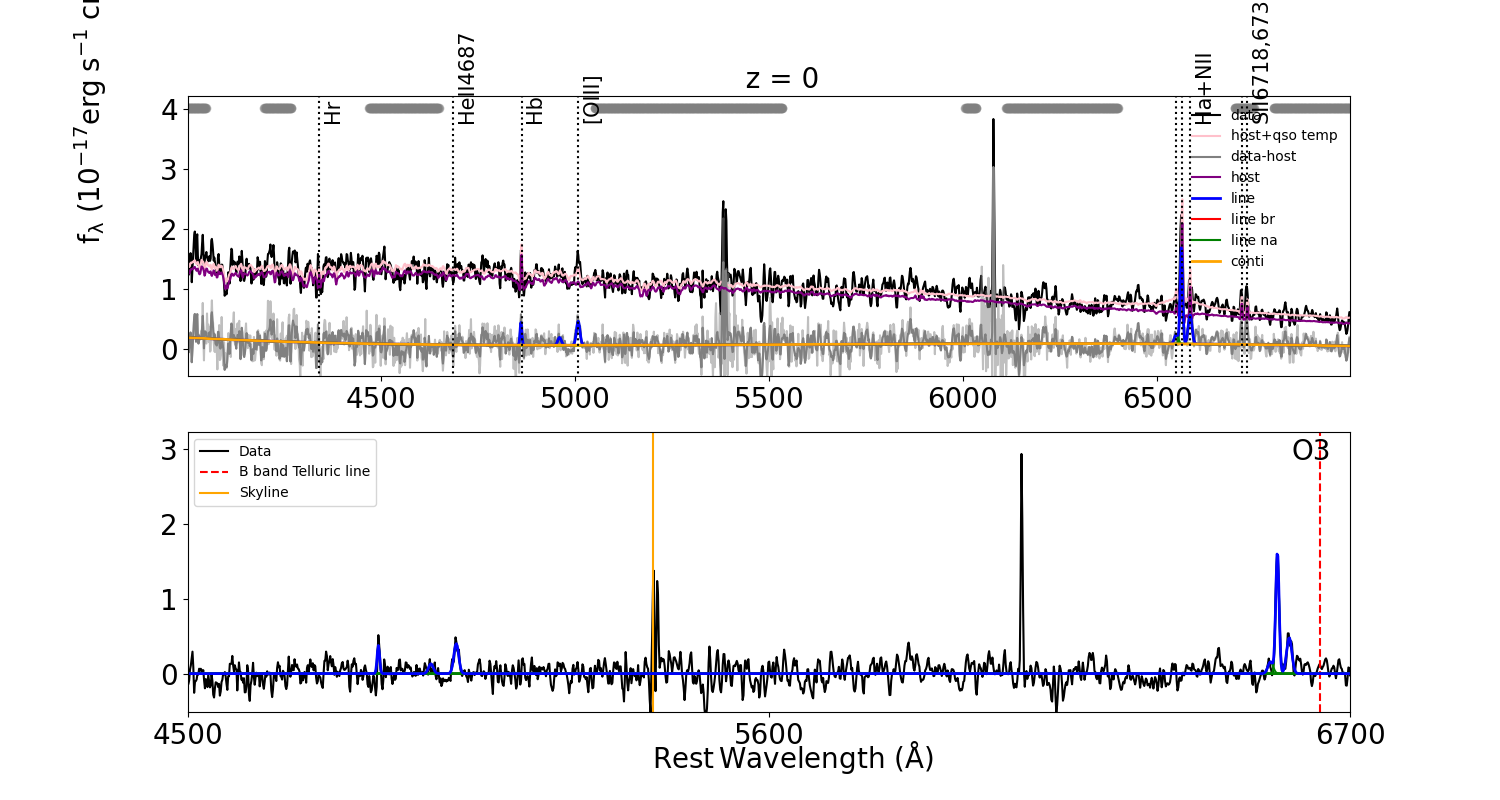 z = 0
fλ (10−17erg s−1 c
Hr
HeII4687
Hb
[OIII]
Ha+NII
SII6718,673
data
host+qso temp
data-host
host
line
line br
line na
conti
4
3
2
1
0
4500 5000 5500 6000 6500
Data
B band Telluric line
Skyline
O3
3
2
1
0
4500 5600 6700
Rest Wavelength (Å)